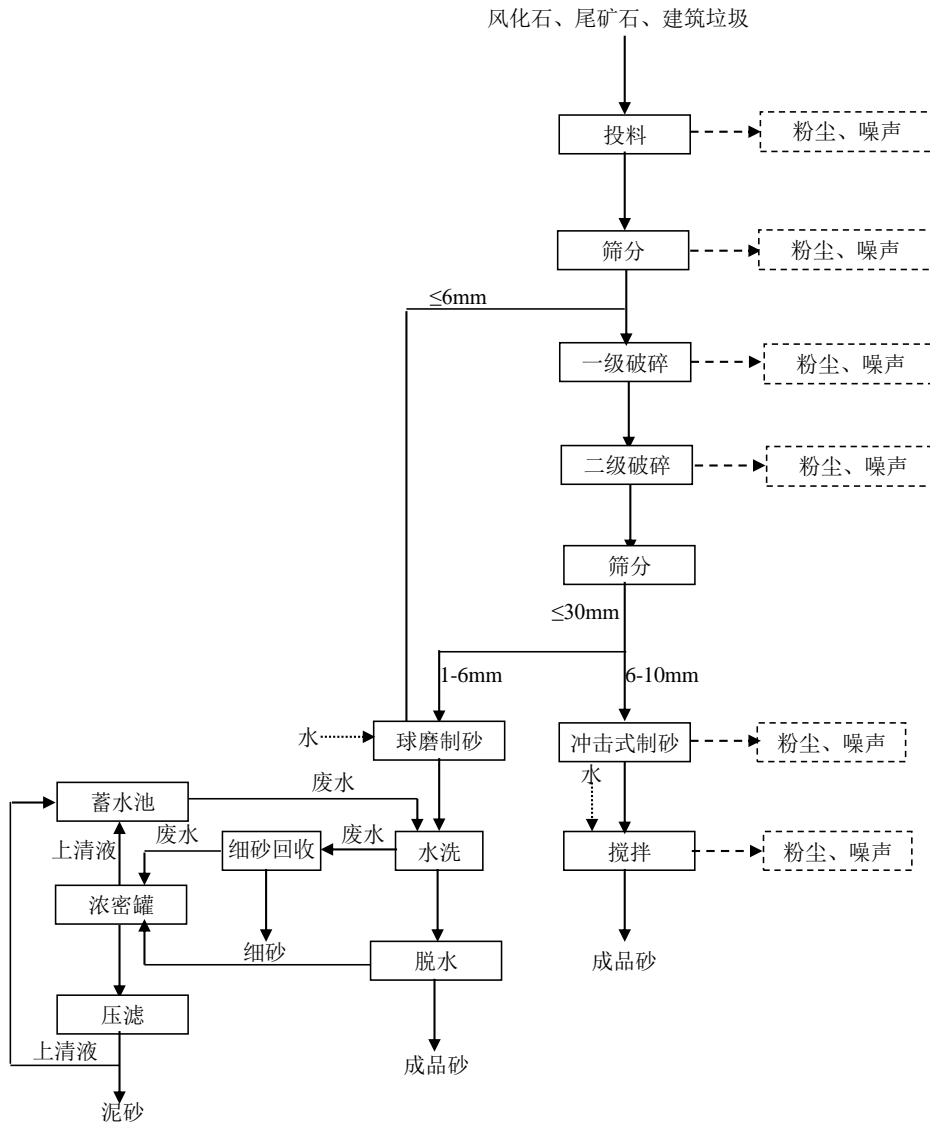 风化石、尾矿石、建筑垃圾
投料
粉尘、噪声
筛分
粉尘、噪声
≤6mm
一级破碎
粉尘、噪声
二级破碎
粉尘、噪声
筛分
≤30mm
1-6mm
6-10mm
水
球磨制砂
冲击式制砂
粉尘、噪声
水
废水
蓄水池
上清液
废水
细砂回收
废水
水洗
搅拌
粉尘、噪声
浓密罐
细砂
脱水
成品砂
压滤
上清液
成品砂
泥砂